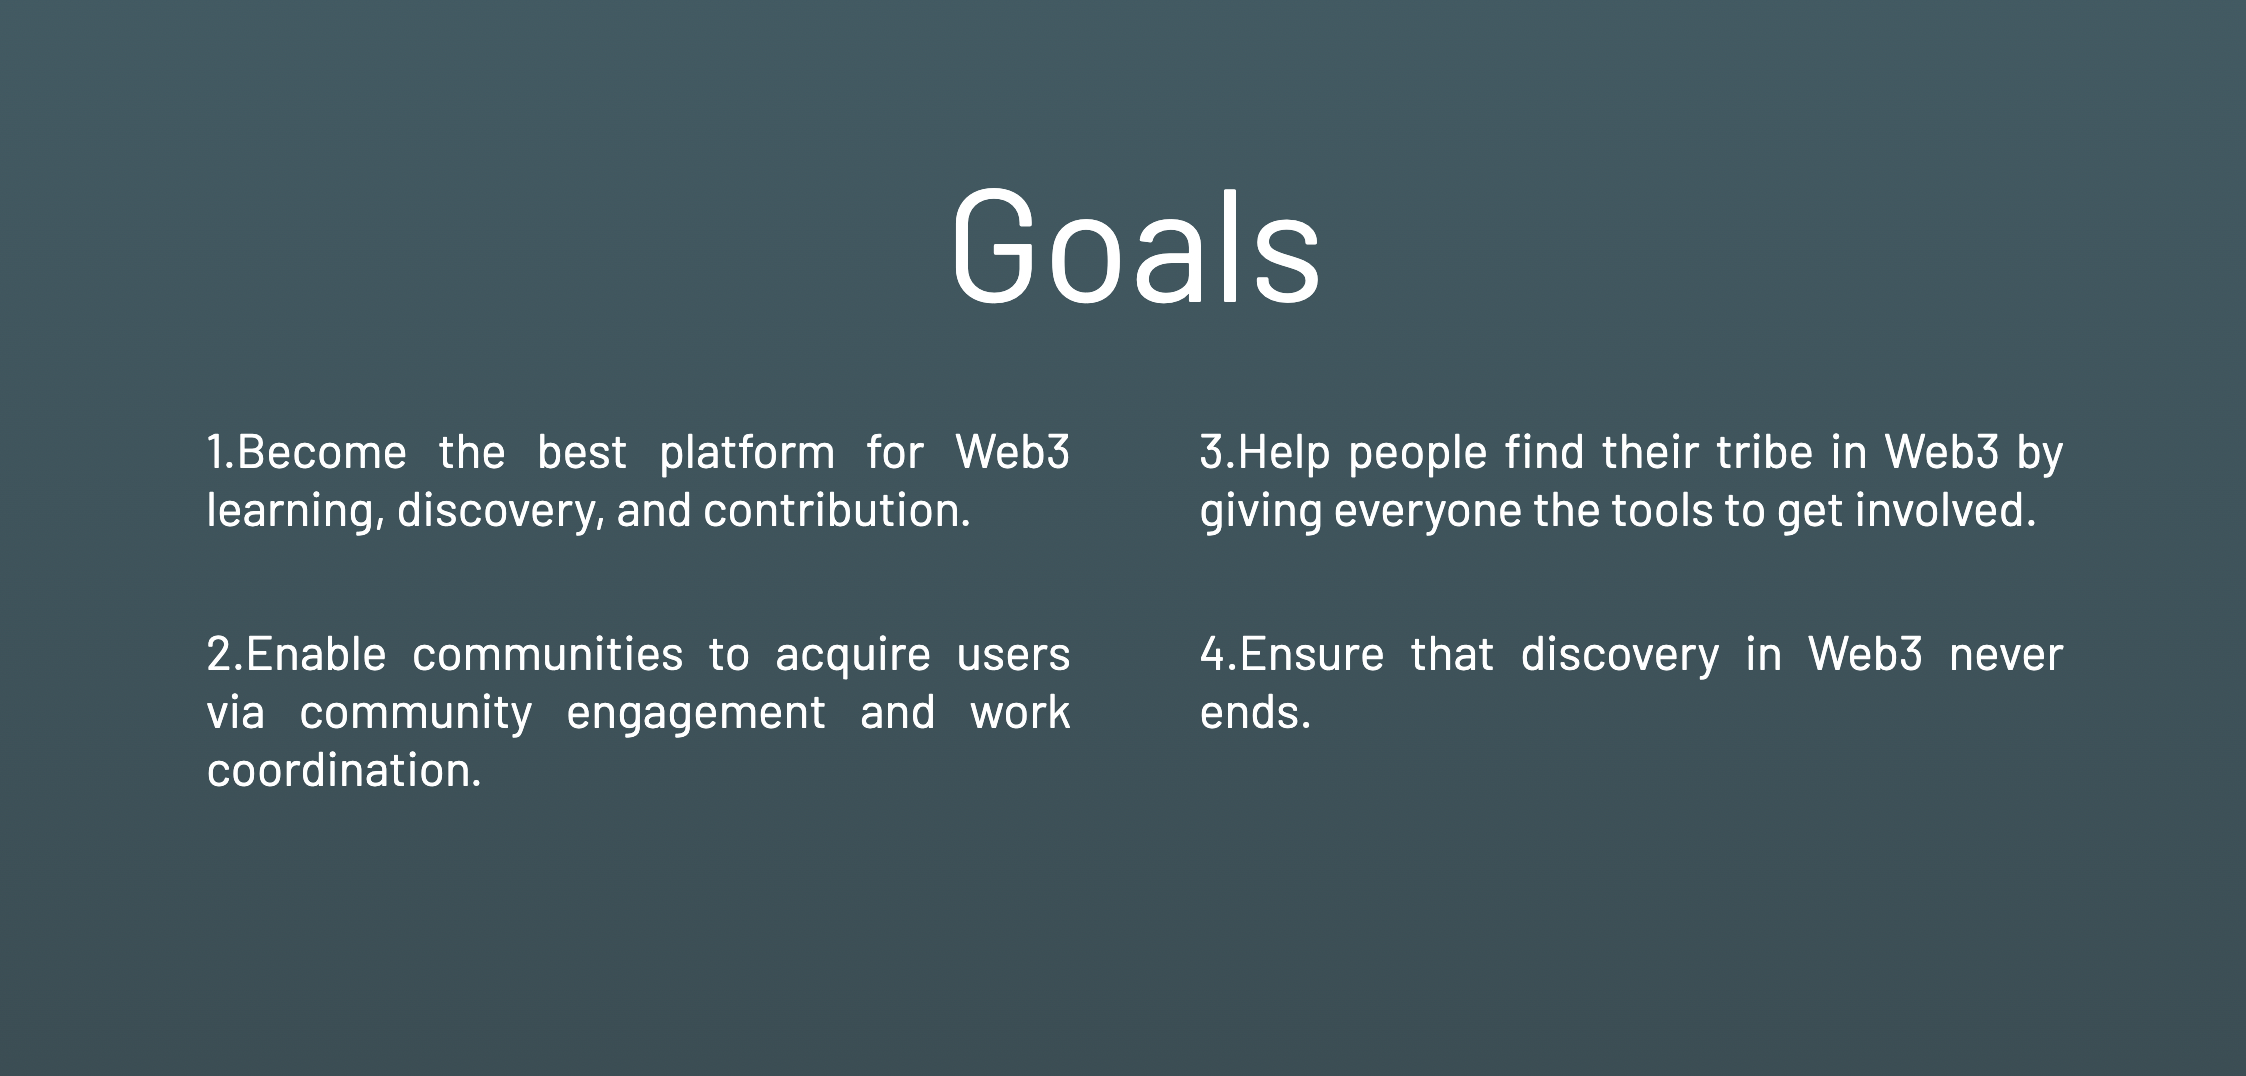 Goals
1.Become the best platform for Web3
learning, discovery, and contribution.
2.Enable communities to acquire users
via community engagement and work
coordination.
3.Help people find their tribe in Web3 by
giving everyone the tools to get involved.
4.Ensure that discovery in Web3 never
ends.